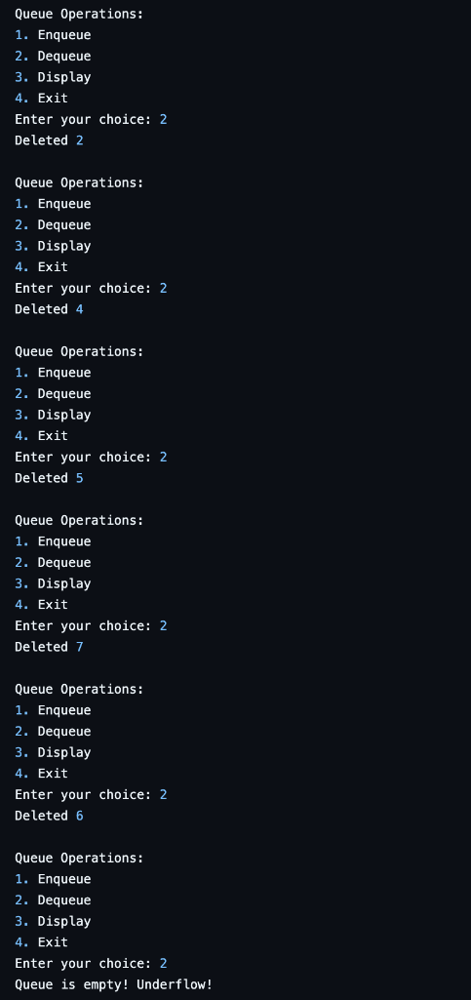 Queue Operations:
1. Enqueue
2. Dequeue
3. Display
4. Exit
Enter your choice: 2
Deleted 2
Queue Operations:
1. Enqueue
2. Dequeue
3. Display
4. Exit
Enter your choice: 2
Deleted 4
Queue Operations:
1. Enqueue
2. Dequeue
3. Display
4. Exit
Enter your choice: 2
Deleted 5
Queue Operations:
1. Enqueue
2. Dequeue
3. Display
4. Exit
Enter your choice: 2
Deleted 7
Queue Operations:
1. Enqueue
2. Dequeue
3. Display
4. Exit
Enter your choice: 2
Deleted 6
Queue Operations:
1. Enqueue
2. Dequeue
3. Display
4. Exit
Enter your choice: 2
Queue is empty! Underflow!